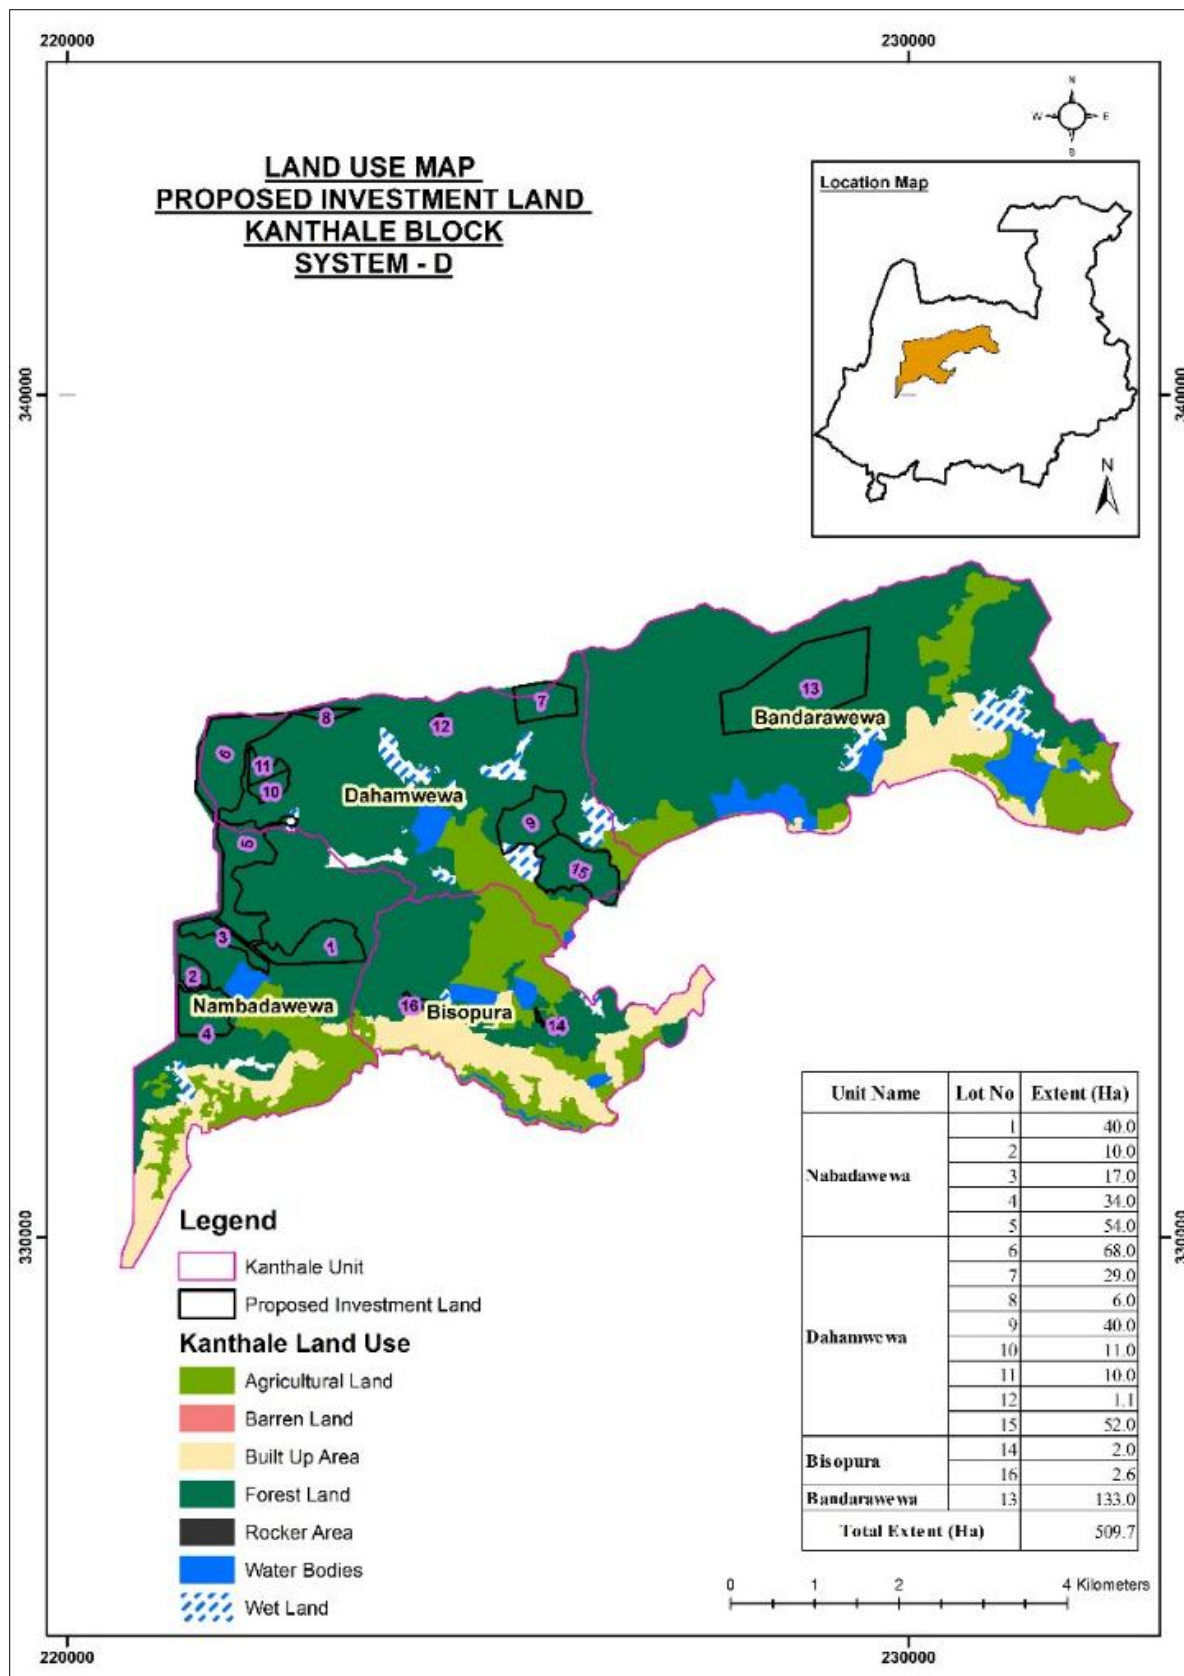 220000
230000
N
W
E
S
LAND USE MAP
PROPOSED INVESTMENT LAND
KANTHALE BLOCK
SYSTEM - D
Location Map
N
340000
340000
13
Bandarawewa
7
8
12
6
11
10
Dahamwewa
9
5
15
3
1
2
Nambadawewa
16
Bisopura
14
4
330000
330000
Unit Name Lot No Extent (Ha)
Nabadawewa
1 40.0
2 10.0
3 17.0
4 34.0
5 54.0
Dahamwewa
6 68.0
7 29.0
8 6.0
9 40.0
10 11.0
11 10.0
12 1.1
15 52.0
Bisopura
14 2.0
16 2.6
Bandarawewa 13 133.0
Total Extent (Ha) 509.7
Legend
Kanthale Unit
Proposed Investment Land
Kanthale Land Use
Agricultural Land
Barren Land
Built Up Area
Forest Land
Rocker Area
Water Bodies
Wet Land
0 1 2 4 Kilometers
220000
230000